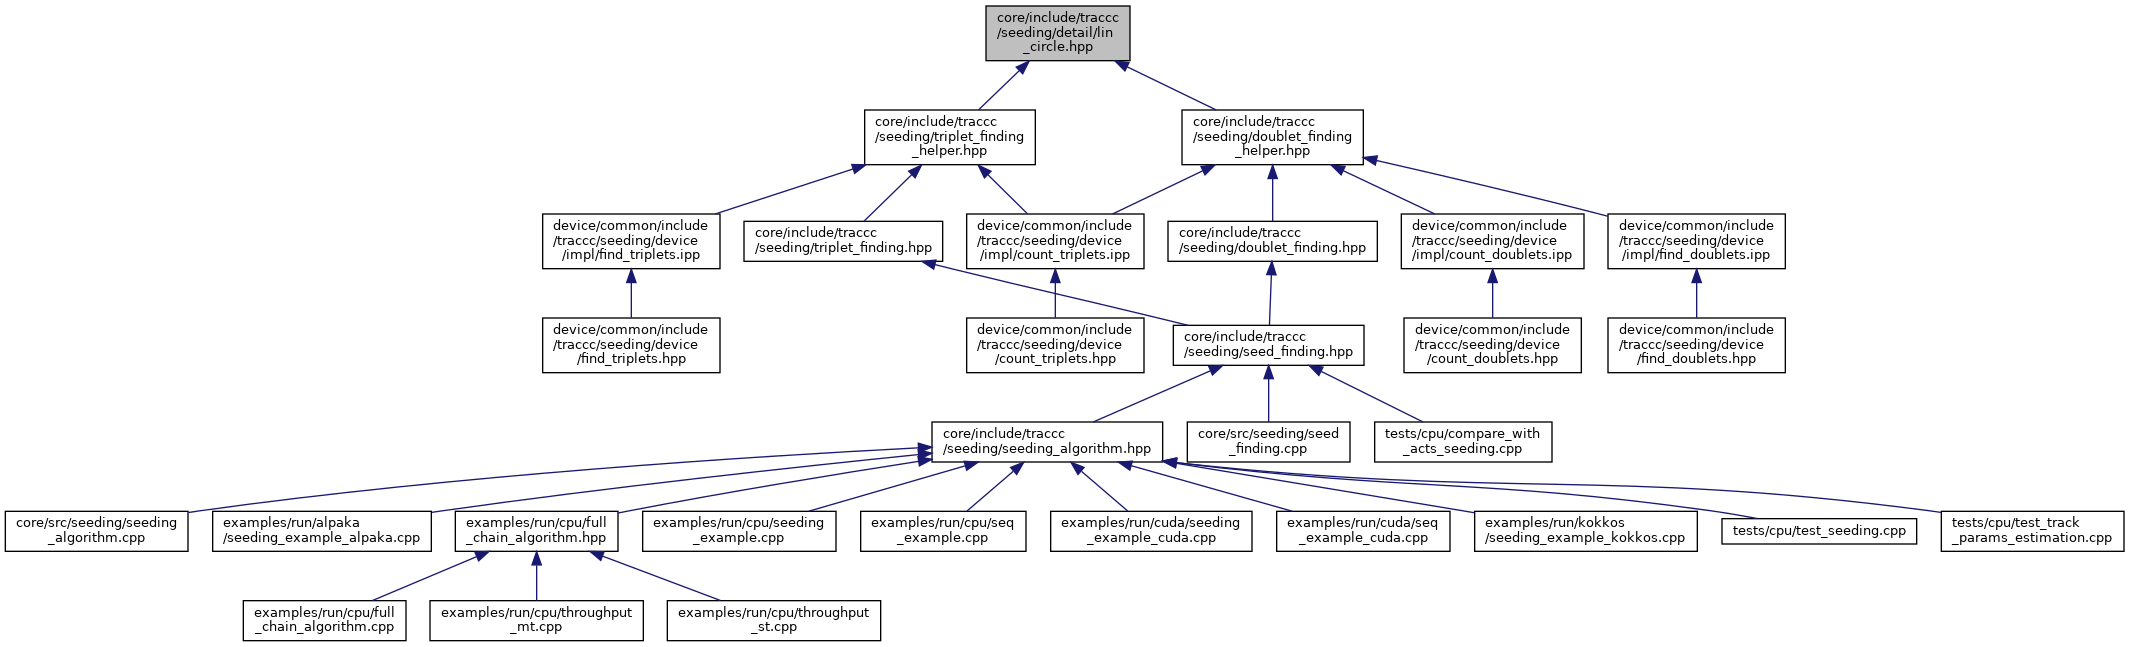 core/include/traccc
/seeding/detail/lin
_circle.hpp
core/include/traccc
/seeding/triplet_finding
_helper.hpp
core/include/traccc
/seeding/doublet_finding
_helper.hpp
device/common/include
/traccc/seeding/device
/impl/find_triplets.ipp
core/include/traccc
/seeding/triplet_finding.hpp
device/common/include
/traccc/seeding/device
/impl/count_triplets.ipp
core/include/traccc
/seeding/doublet_finding.hpp
device/common/include
/traccc/seeding/device
/impl/count_doublets.ipp
device/common/include
/traccc/seeding/device
/impl/find_doublets.ipp
device/common/include
/traccc/seeding/device
/find_triplets.hpp
device/common/include
/traccc/seeding/device
/count_triplets.hpp
core/include/traccc
/seeding/seed_finding.hpp
device/common/include
/traccc/seeding/device
/count_doublets.hpp
device/common/include
/traccc/seeding/device
/find_doublets.hpp
core/include/traccc
/seeding/seeding_algorithm.hpp
core/src/seeding/seed
_finding.cpp
tests/cpu/compare_with
_acts_seeding.cpp
core/src/seeding/seeding
_algorithm.cpp
examples/run/alpaka
/seeding_example_alpaka.cpp
examples/run/cpu/full
_chain_algorithm.hpp
examples/run/cpu/seeding
_example.cpp
examples/run/cpu/seq
_example.cpp
examples/run/cuda/seeding
_example_cuda.cpp
examples/run/cuda/seq
_example_cuda.cpp
examples/run/kokkos
/seeding_example_kokkos.cpp
tests/cpu/test_seeding.cpp
tests/cpu/test_track
_params_estimation.cpp
examples/run/cpu/full
_chain_algorithm.cpp
examples/run/cpu/throughput
_mt.cpp
examples/run/cpu/throughput
_st.cpp